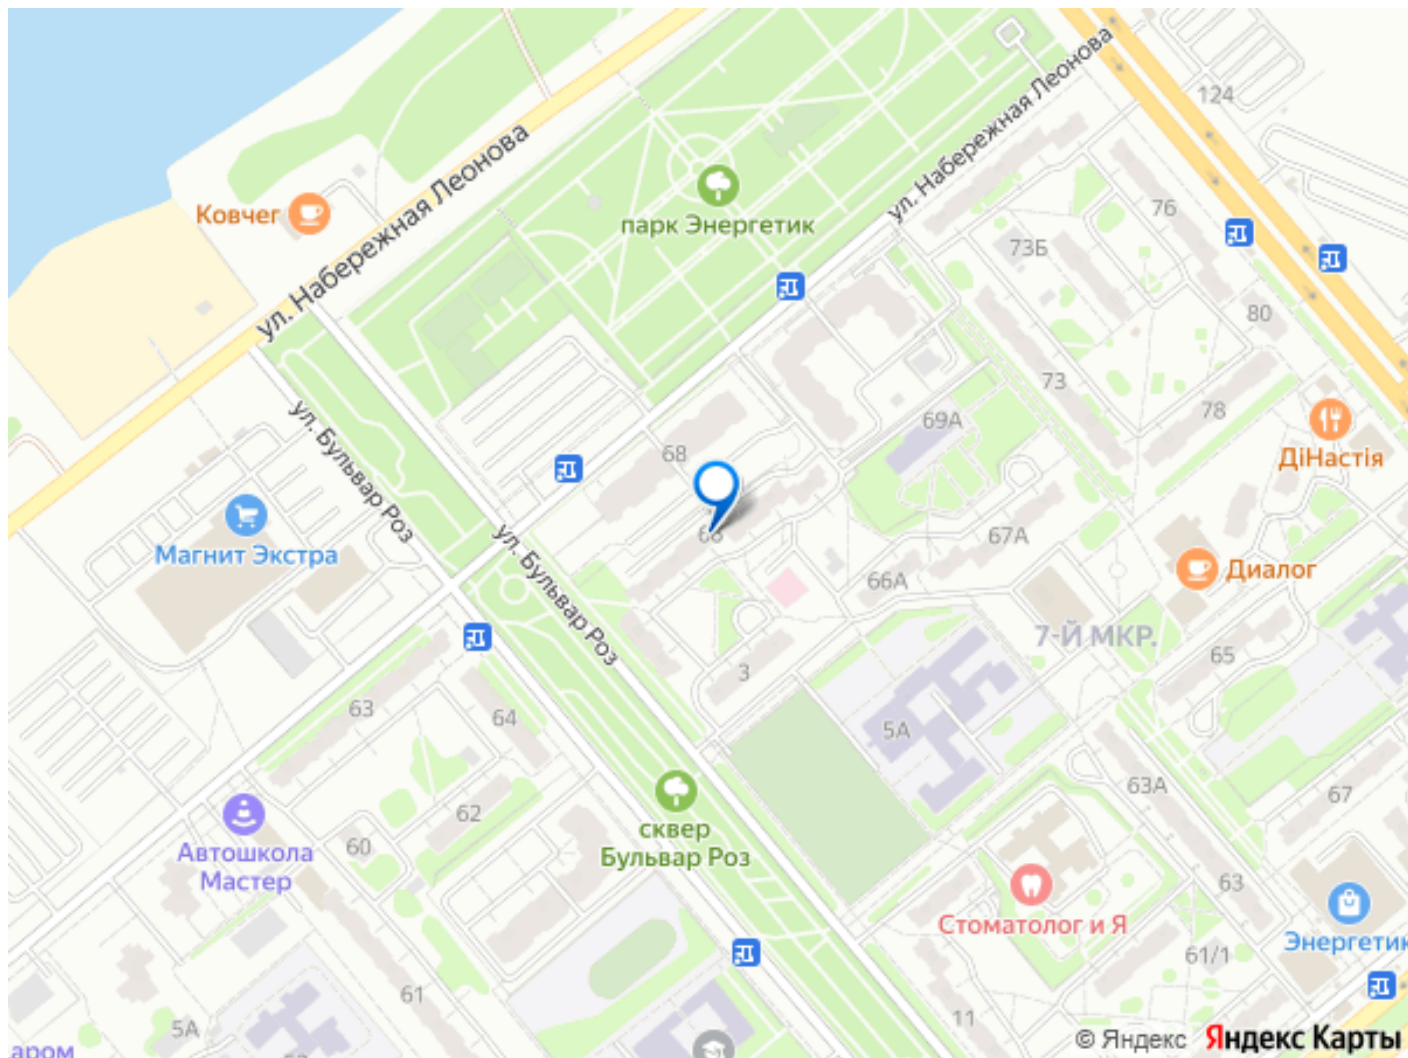 ул. Набережная Леонова
124
76
Ковчег
ул. Набережная Леонова
парк Энергетик
73Б
80
73
78
69А
ДіНастія
68
ул. Бульвар Роз
Магнит Экстра
67А
ул. Бульвар Роз
66А
Диалог
7-Й МКР.
65
3
63
64
5А
63А
67
62
сквер
Бульвар Роз
60
Автошкола
Мастер
63
Стоматолог и Я
Энергетик
61/1
61
11
5А
© Яндекс Яндекс Карты
аром